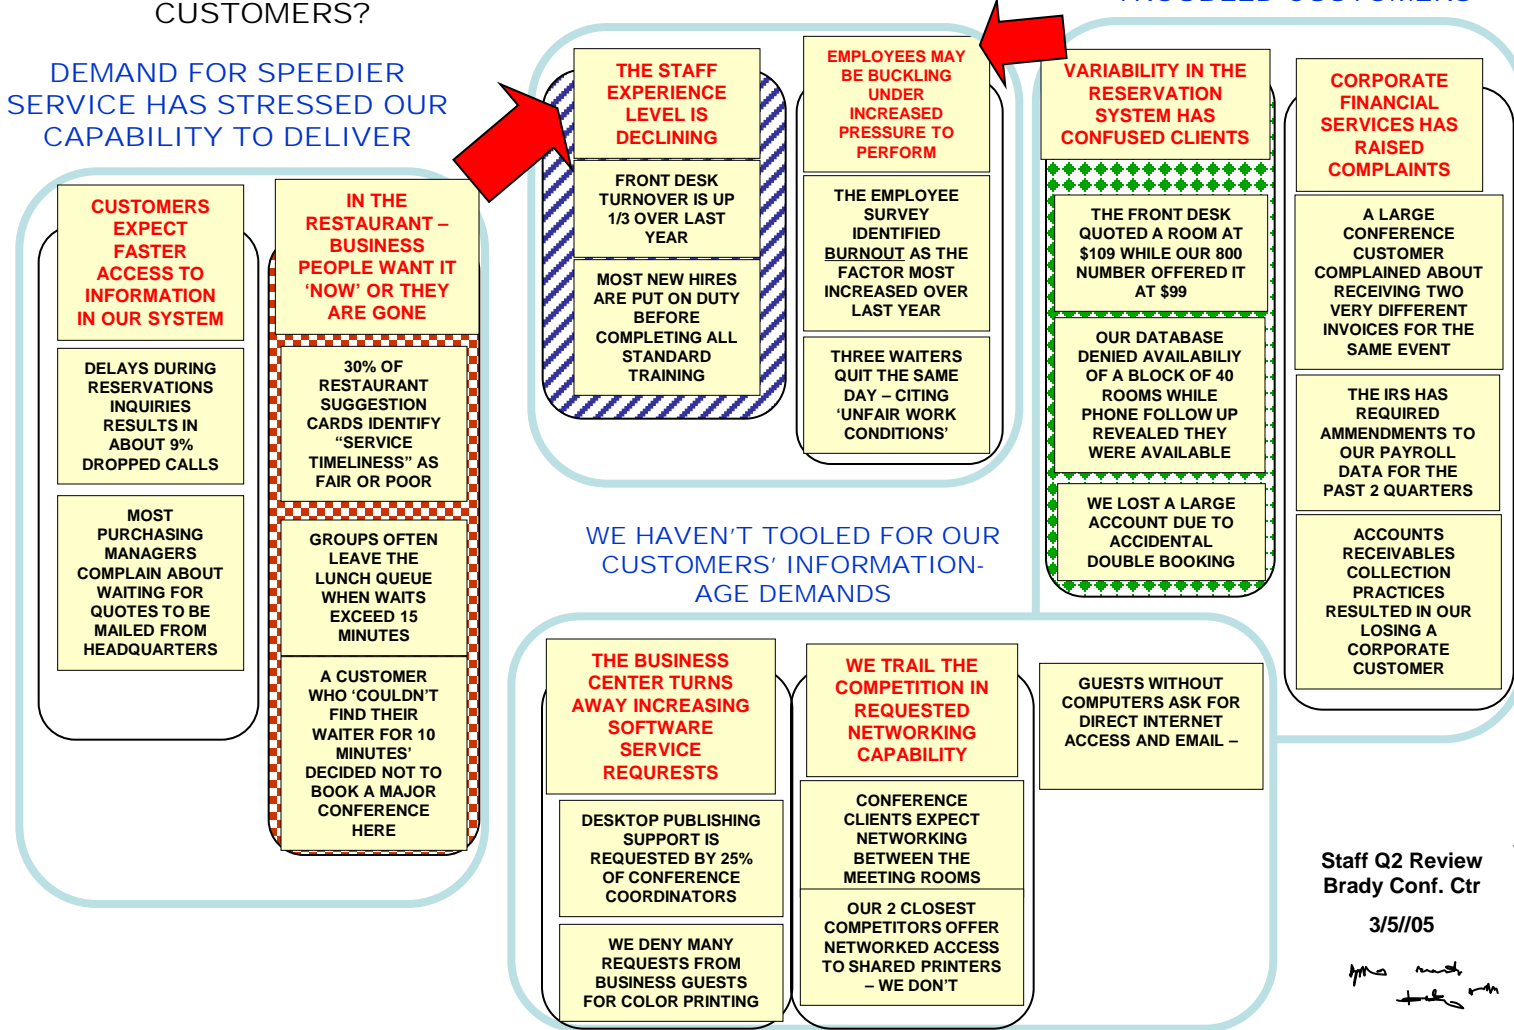 CUSTOMERS?
DEMAND FOR SPEEDIER
SERVICE HAS STRESSED OUR
CAPABILITY TO DELIVER
CUSTOMERS
EXPECT
FASTER
ACCESS TO
INFORMATION
IN OUR SYSTEM
DELAYS DURING
RESERVATIONS
INQUIRIES
RESULTS IN
ABOUT 9%
DROPPED CALLS
MOST
PURCHASING
MANAGERS
COMPLAIN ABOUT
WAITING FOR
QUOTES TO BE
MAILED FROM
HEADQUARTERS
IN THE
RESTAURANT –
BUSINESS
PEOPLE WANT IT
‘NOW’ OR THEY
ARE GONE
30% OF
RESTAURANT
SUGGESTION
CARDS IDENTIFY
“SERVICE
TIMELINESS” AS
FAIR OR POOR
GROUPS OFTEN
LEAVE THE
LUNCH QUEUE
WHEN WAITS
EXCEED 15
MINUTES
A CUSTOMER
WHO ‘COULDN’T
FIND THEIR
WAITER FOR 10
MINUTES’
DECIDED NOT TO
BOOK A MAJOR
CONFERENCE
HERE
THE STAFF
EXPERIENCE
LEVEL IS
DECLINING
FRONT DESK
TURNOVER IS UP
1/3 OVER LAST
YEAR
MOST NEW HIRES
ARE PUT ON DUTY
BEFORE
COMPLETING ALL
STANDARD
TRAINING
EMPLOYEES MAY
BE BUCKLING
UNDER
INCREASED
PRESSURE TO
PERFORM
THE EMPLOYEE
SURVEY
IDENTIFIED
BURNOUT AS THE
FACTOR MOST
INCREASED OVER
LAST YEAR
THREE WAITERS
QUIT THE SAME
DAY – CITING
‘UNFAIR WORK
CONDITIONS’
TROUBLED CUSTOMERS
VARIABILITY IN THE
RESERVATION
SYSTEM HAS
CONFUSED CLIENTS
THE FRONT DESK
QUOTED A ROOM AT
$109 WHILE OUR 800
NUMBER OFFERED IT
AT $99
OUR DATABASE
DENIED AVAILABILIY
OF A BLOCK OF 40
ROOMS WHILE
PHONE FOLLOW UP
REVEALED THEY
WERE AVAILABLE
WE LOST A LARGE
ACCOUNT DUE TO
ACCIDENTAL
DOUBLE BOOKING
CORPORATE
FINANCIAL
SERVICES HAS
RAISED
COMPLAINTS
A LARGE
CONFERENCE
CUSTOMER
COMPLAINED ABOUT
RECEIVING TWO
VERY DIFFERENT
INVOICES FOR THE
SAME EVENT
THE IRS HAS
REQUIRED
AMMENDMENTS TO
OUR PAYROLL
DATA FOR THE
PAST 2 QUARTERS
ACCOUNTS
RECEIVABLES
COLLECTION
PRACTICES
RESULTED IN OUR
LOSING A
CORPORATE
CUSTOMER
WE HAVEN'T TOOLED FOR OUR
CUSTOMERS' INFORMATION-
AGE DEMANDS
THE BUSINESS
CENTER TURNS
AWAY INCREASING
SOFTWARE
SERVICE
REQURESTS
DESKTOP PUBLISHING
SUPPORT IS
REQUESTED BY 25%
OF CONFERENCE
COORDINATORS
WE DENY MANY
REQUESTS FROM
BUSINESS GUESTS
FOR COLOR PRINTING
WE TRAIL THE
COMPETITION IN
REQUESTED
NETWORKING
CAPABILITY
CONFERENCE
CLIENTS EXPECT
NETWORKING
BETWEEN THE
MEETING ROOMS
OUR 2 CLOSEST
COMPETITORS OFFER
NETWORKED ACCESS
TO SHARED PRINTERS
– WE DON’T
GUESTS WITHOUT
COMPUTERS ASK FOR
DIRECT INTERNET
ACCESS AND EMAIL –
Staff Q2 Review
Brady Conf. Ctr
3/5//05